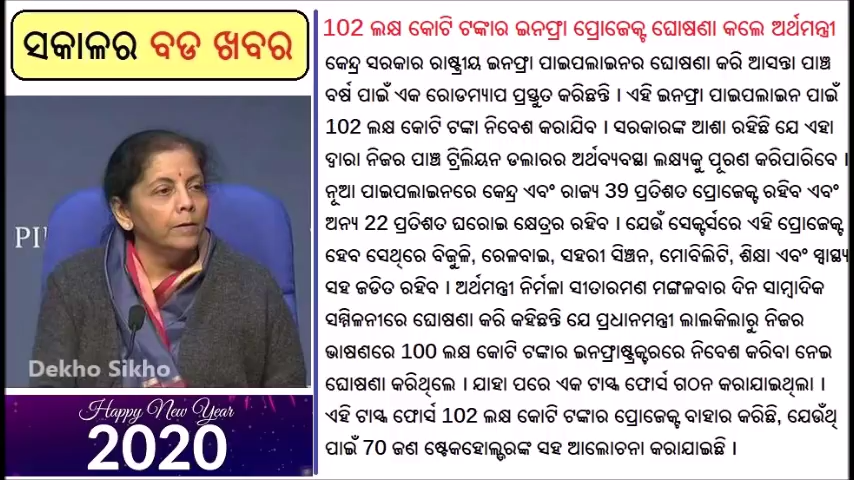 ସକାଳର ବଡ ଖବର
PI
Dekho Sikho
Happy New Year
2020
102 ଲକ୍ଷ କୋଟି ଟଙ୍କାର ଇନଫ୍ରା ପ୍ରୋଜେକ୍ଟ ଘୋଷଣା କଲେ ଅର୍ଥମନ୍ତ୍ରୀ
କେନ୍ଦ୍ର ସରକାର ରାଷ୍ଟ୍ରୀୟ ଇନଫ୍ରା ପାଇପଲାଇନର ଘୋଷଣା କରି ଆସନ୍ତା ପାଞ୍ଚ
ବର୍ଷ ପାଇଁ ଏକ ରୋଡମ୍ୟାପ ପ୍ରସ୍ତୁତ କରିଛନ୍ତି । ଏହି ଇନଫ୍ରା ପାଇପଲାଇନ ପାଇଁ
102 ଲକ୍ଷ କୋଟି ଟଙ୍କା ନିବେଶ କରାଯିବ । ସରକାରଙ୍କ ଆଶା ରହିଛି ଯେ ଏହା
ଦ୍ୱାରା ନିଜର ପାଞ୍ଚ ଟ୍ରିଲିୟନ ଡଲାରର ଅର୍ଥବ୍ୟବସ୍ଥା ଲକ୍ଷ୍ୟକୁ ପୂରଣ କରିପାରିବେ ।
ନୂଆ ପାଇପଲାଇନରେ କେନ୍ଦ୍ର ଏବଂ ରାଜ୍ୟ 39 ପ୍ରତିଶତ ପ୍ରୋଜେକ୍ଟ ରହିବ ଏବଂ
ଅନ୍ୟ 22 ପ୍ରତିଶତ ଘରୋଇ କ୍ଷେତ୍ରର ରହିବ । ଯେଉଁ ସେକ୍ଟର୍ସରେ ଏହି ପ୍ରୋଜେକ୍ଟ
ହେବ ସେଥିରେ ବିଜୁଳି, ରେଳବାଇ, ସହରୀ ସିଞ୍ଚନ, ମୋବିଲିଟି, ଶିକ୍ଷା ଏବଂ ସ୍ୱାସ୍ଥ୍ୟ
ସହ ଜଡିତ ରହିବ । ଅର୍ଥମନ୍ତ୍ରୀ ନିର୍ମଳା ସୀତାରମଣ ମଙ୍ଗଳବାର ଦିନ ସାମ୍ବାଦିକ
ସମ୍ମିଳନୀରେ ଘୋଷଣା କରି କହିଛନ୍ତି ଯେ ପ୍ରଧାନମନ୍ତ୍ରୀ ଲାଲକିଲାରୁ ନିଜର
ଭାଷଣରେ 100 ଲକ୍ଷ କୋଟି ଟଙ୍କାର ଇନଫ୍ରାଷ୍ଟ୍ରକ୍ଚରରେ ନିବେଶ କରିବା ନେଇ
ଘୋଷଣା କରିଥିଲେ । ଯାହା ପରେ ଏକ ଟାସ୍କ ଫୋର୍ସ ଗଠନ କରାଯାଇଥିଲା ।
ଏହି ଟାସ୍କ ଫୋର୍ସ 102 ଲକ୍ଷ କୋଟି ଟଙ୍କାର ପ୍ରୋଜେକ୍ଟ ବାହାର କରିଛି, ଯେଉଁଥି
ପାଇଁ 70 ଜଣ ଷ୍ଟେକହୋଲ୍ଡରଙ୍କ ସହ ଆଲୋଚନା କରାଯାଇଛି ।